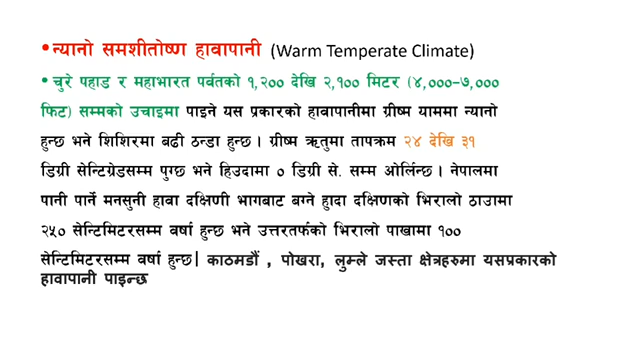 • न्यानो समशीतोष्ण हावापानी (Warm Temperate Climate)
• चुरे पहाड र महाभारत पर्वतको १,२०० देखि २,१०० मिटर (४,०००–७,०००
फिट) सम्मको उचाइमा पाइने यस प्रकारको हावापानीमा ग्रीष्म याममा न्यानो
हुन्छ भने शिशिरमा बढी ठन्डा हुन्छ । ग्रीष्म ऋतुमा तापक्रम २४ देखि ३१
डिग्री सेन्टिग्रेडसम्म पुग्छ भने हिउदामा ० डिग्री से. सम्म ओर्लिन्छ । नेपालमा
पानी पार्ने मनसुनी हावा दक्षिणी भागबाट बग्ने हुदा दक्षिणको भिरालो ठाउामा
२५० सेन्टिमिटरसम्म वर्षा हुन्छ भने उत्तरतर्फको भिरालो पाखामा १००
सेन्टिमिटरसम्म वर्षा हुन्छ| काठमडौं , पोखरा, लुम्ले जस्ता क्षेत्रहरुमा यसप्रकारको
हावापानी पाइन्छ